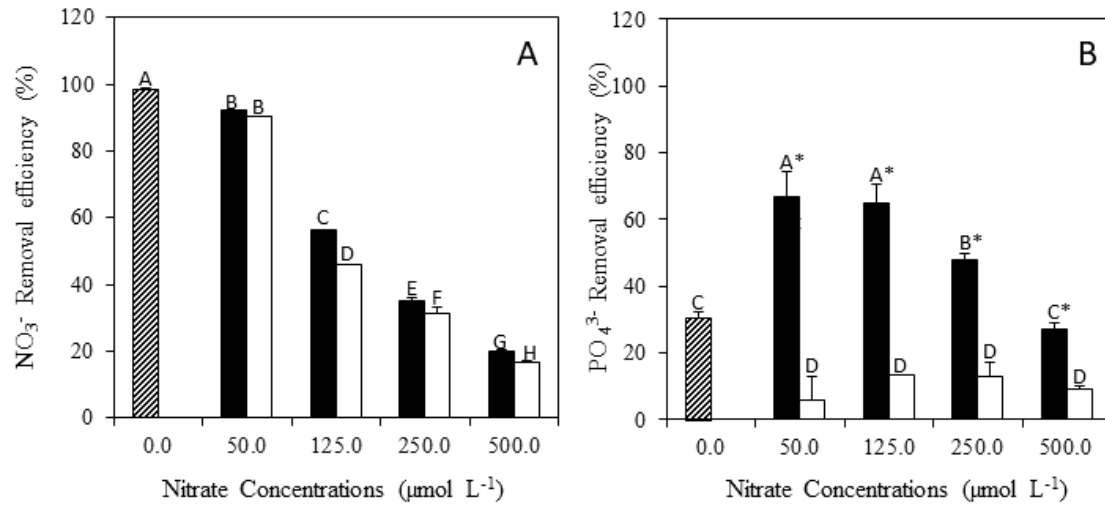 120
100
80
60
40
20
0
NO₃⁻ Removal efficiency (%)
A
A
B B
C
D
E
F
G
H
0.0 50.0 125.0 250.0 500.0
Nitrate Concentrations (µmol L⁻¹)
120
100
80
60
40
20
0
PO₄³⁻ Removal efficiency (%)
B
C
A*
D
A*
D
B*
D
C*
D
0.0 50.0 125.0 250.0 500.0
Nitrate Concentrations (µmol L⁻¹)